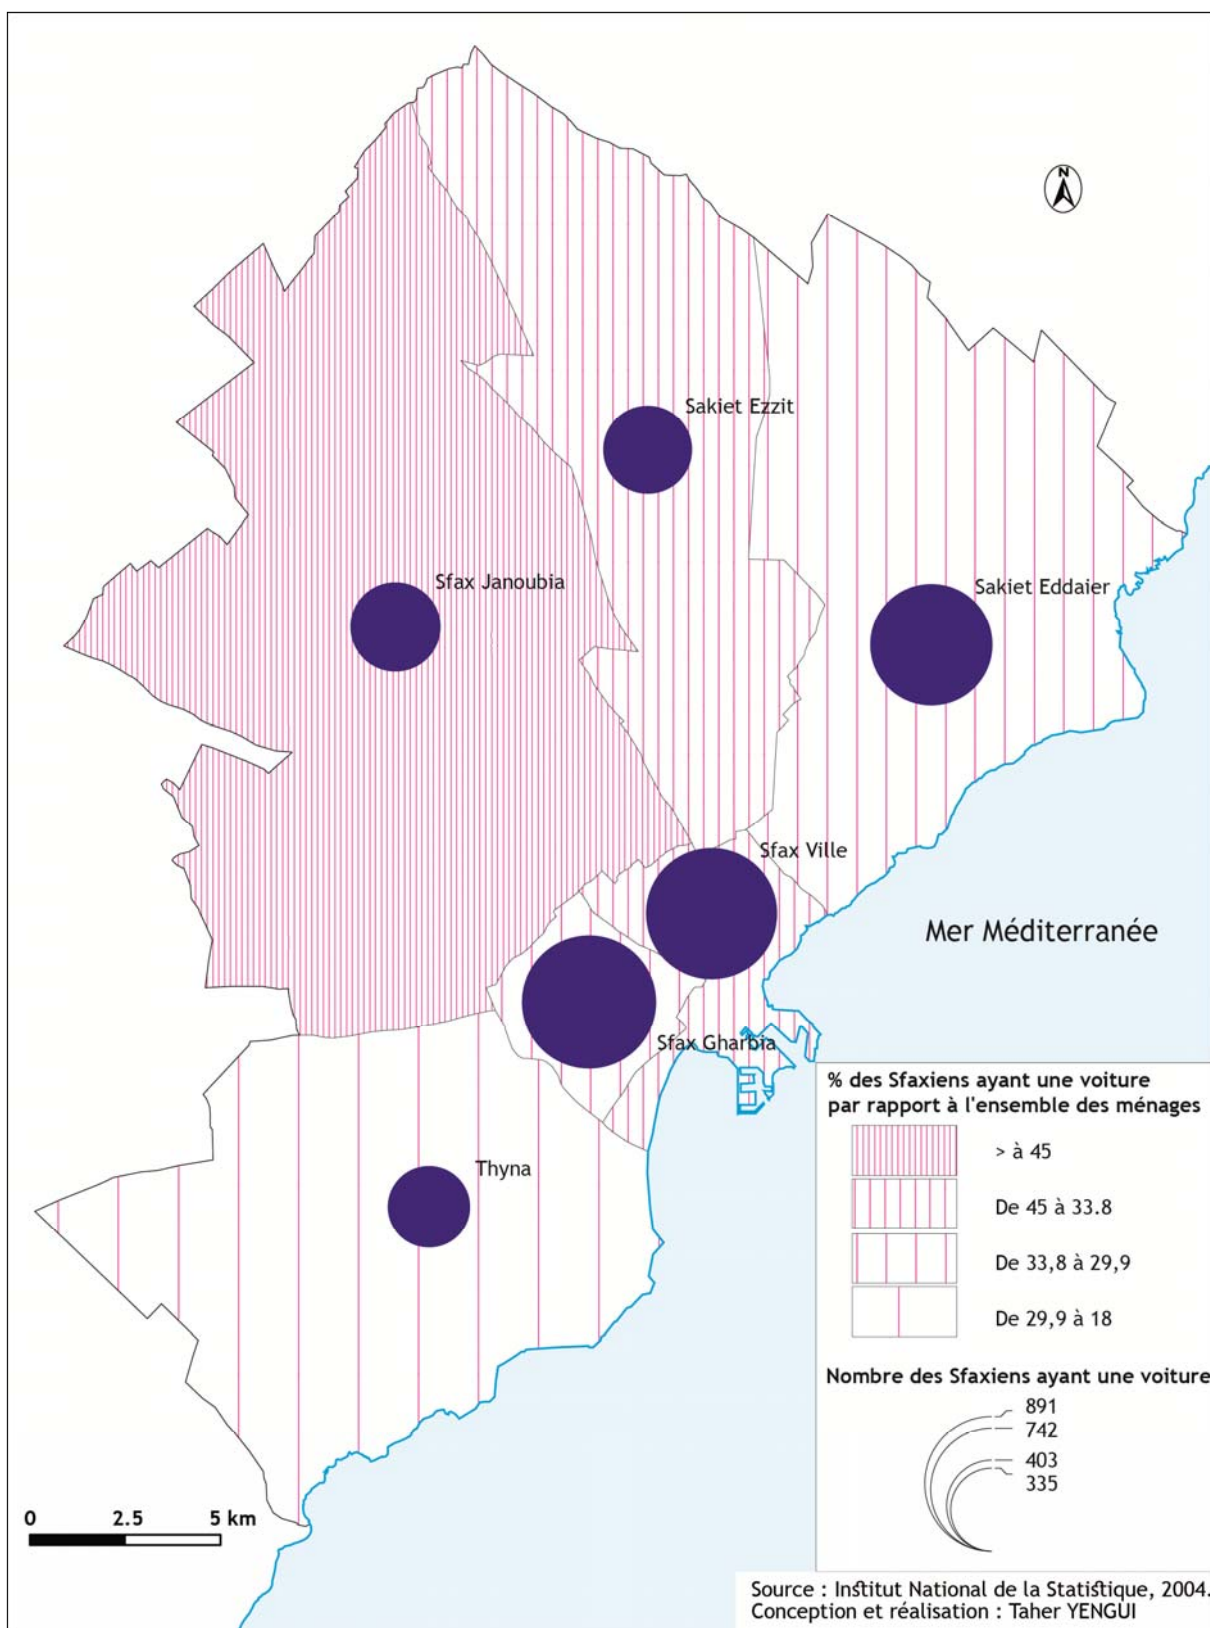 N
Sakiet Ezzit
Sfax Janoubia
Sakiet Eddaier
Sfax Ville
Mer Méditerranée
Sfax Gharbia
Thyna
% des Sfaxiens ayant une voiture
par rapport à l'ensemble des ménages
> à 45
De 45 à 33.8
De 33,8 à 29,9
De 29,9 à 18
Nombre des Sfaxiens ayant une voiture
891
742
403
335
0 2.5 5 km
Source : Institut National de la Statistique, 2004.
Conception et réalisation : Taher YENGUI